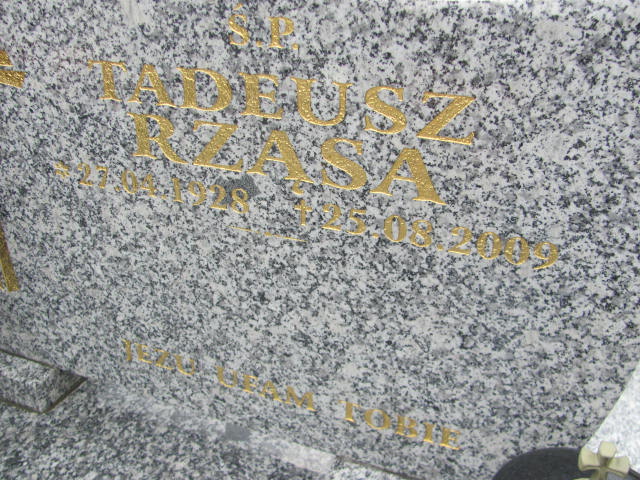 Ś.P.
TADEUSZ
RZĄSA
* 27.04.1928 † 25.08.2009
JEZU UFAM TOBIE